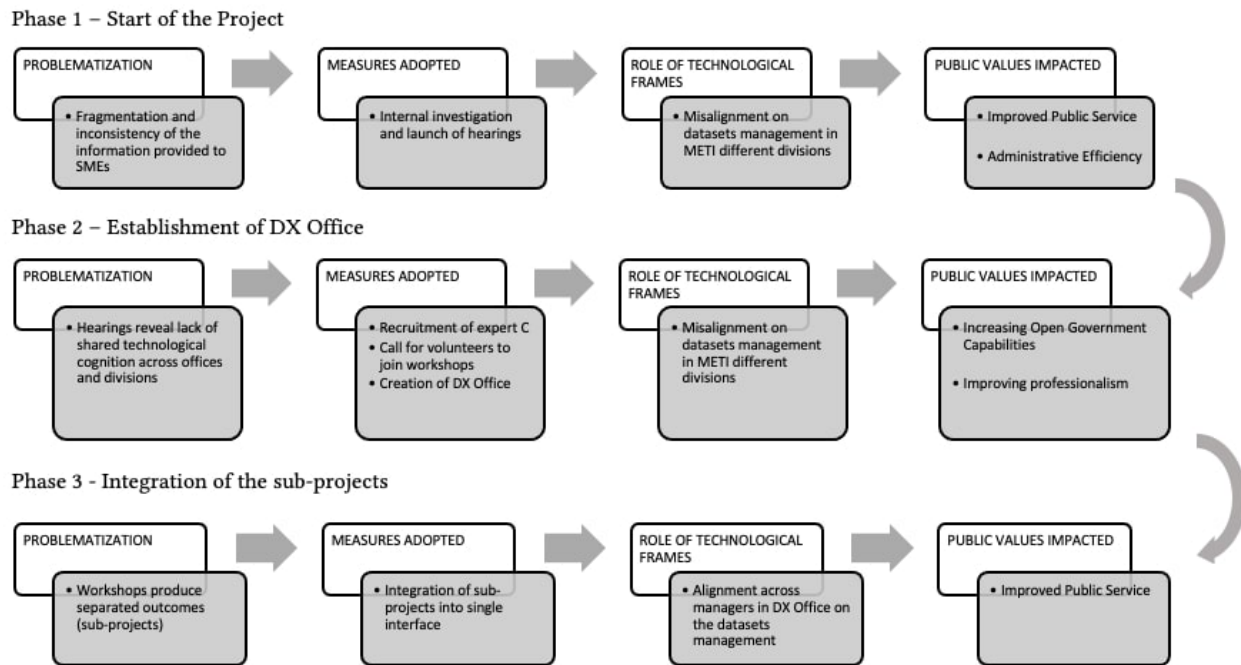 Phase 1 – Start of the Project
PROBLEMATIZATION
• Fragmentation and
inconsistency of the
information provided to
SMEs
MEASURES ADOPTED
• Internal investigation
and launch of hearings
ROLE OF TECHNOLOGICAL
FRAMES
• Misalignment on
datasets management in
METI different divisions
PUBLIC VALUES IMPACTED
• Improved Public Service
• Administrative Efficiency
Phase 2 – Establishment of DX Office
PROBLEMATIZATION
• Hearings reveal lack of
shared technological
cognition across offices
and divisions
MEASURES ADOPTED
• Recruitment of expert C
• Call for volunteers to
join workshops
• Creation of DX Office
ROLE OF TECHNOLOGICAL
FRAMES
• Misalignment on
datasets management
in METI different
divisions
PUBLIC VALUES IMPACTED
• Increasing Open Government
Capabilities
• Improving professionalism
Phase 3 - Integration of the sub-projects
PROBLEMATIZATION
• Workshops produce
separated outcomes
(sub-projects)
MEASURES ADOPTED
• Integration of sub-
projects into single
interface
ROLE OF TECHNOLOGICAL
FRAMES
• Alignment across
managers in DX Office on
the datasets
management
PUBLIC VALUES IMPACTED
• Improved Public Service